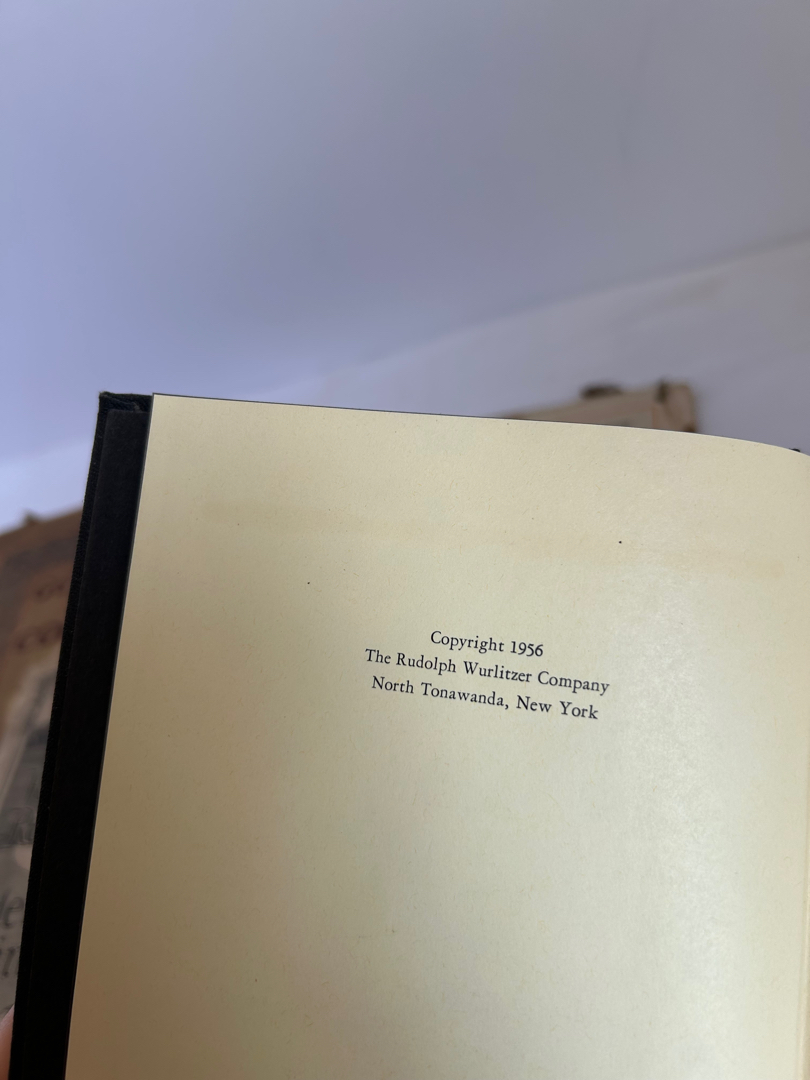 Copyright 1956
The Rudolph Wurlitzer Company
North Tonawanda, New York